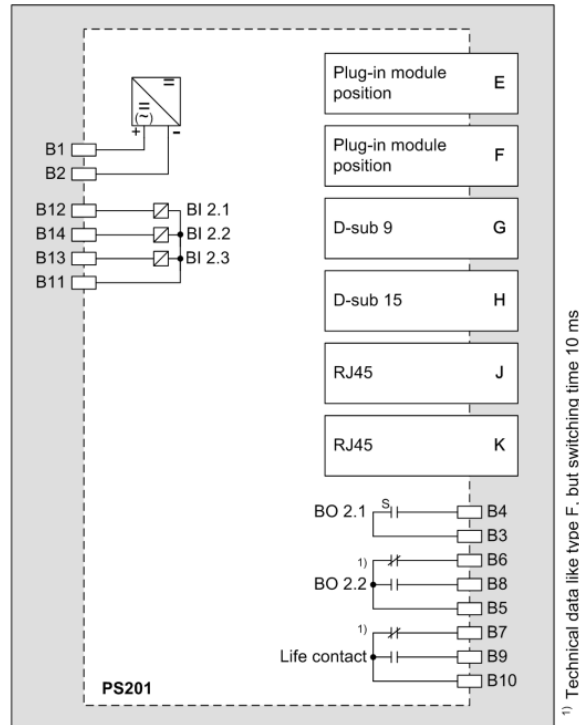 Plug-in module
position
E
Plug-in module
position
F
D-sub 9
G
D-sub 15
H
RJ45
J
RJ45
K
=
=
(~)
+ -
B1
B2
B12 BI 2.1
B14 BI 2.2
B13 BI 2.3
B11
BO 2.1 S B4
B3
1) B6
BO 2.2 B8
B5
1) B7
Life contact B9
B10
PS201
1) Technical data like type F, but switching time 10 ms